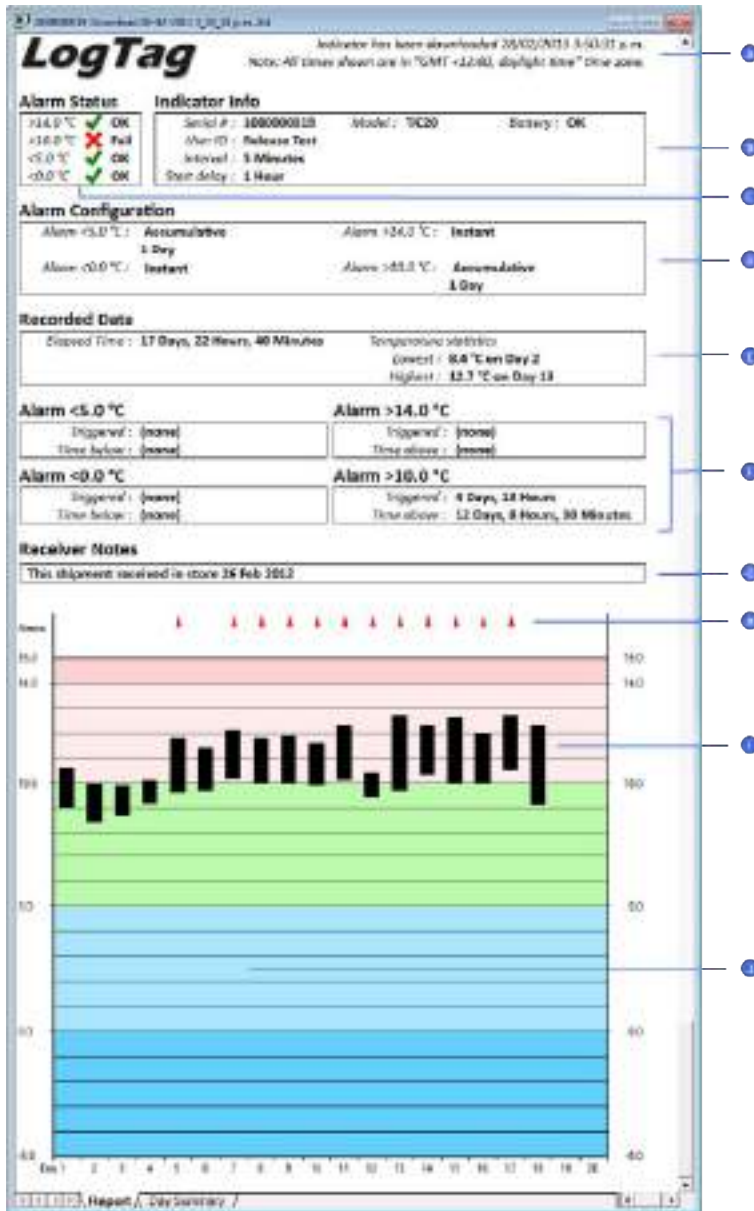 LogTag
Indicator has been downloaded 28/02/2013 3:50:31 p.m.
Note: All times shown are in "GMT +12:00, daylight time" time zone.
Alarm Status Indicator Info
>14.0 °C OK Serial #: Model: TIC20 Battery: OK
>10.0 °C Fail User ID: Release Test
<5.0 °C OK Interval: 5 Minutes
<0.0 °C OK Start delay: 1 Hour
Alarm Configuration
Alarm <5.0 °C: Accumulative Alarm >14.0 °C: Instant
1 Day
Alarm <0.0 °C: Instant Alarm >10.0 °C: Accumulative
1 Day
Recorded Data
Elapsed Time: 17 Days, 22 Hours, 40 Minutes Temperature statistics
Lowest: 8.4 °C on Day 2
Highest: 12.7 °C on Day 13
Alarm <5.0 °C Alarm >14.0 °C
Triggered: (none) Triggered: (none)
Time below: (none) Time above: (none)
Alarm <0.0 °C Alarm >10.0 °C
Triggered: (none) Triggered: 4 Days, 18 Hours
Time below: (none) Time above: 12 Days, 8 Hours, 30 Minutes
Receiver Notes
This shipment received in store 26 Feb 2012
15.0 15.0
14.0 14.0
10.0 10.0
5.0 5.0
0.0 0.0
-5.0 -5.0
Day 1 2 3 4 5 6 7 8 9 10 11 12 13 14 15 16 17 18 19 20
Report Day Summary